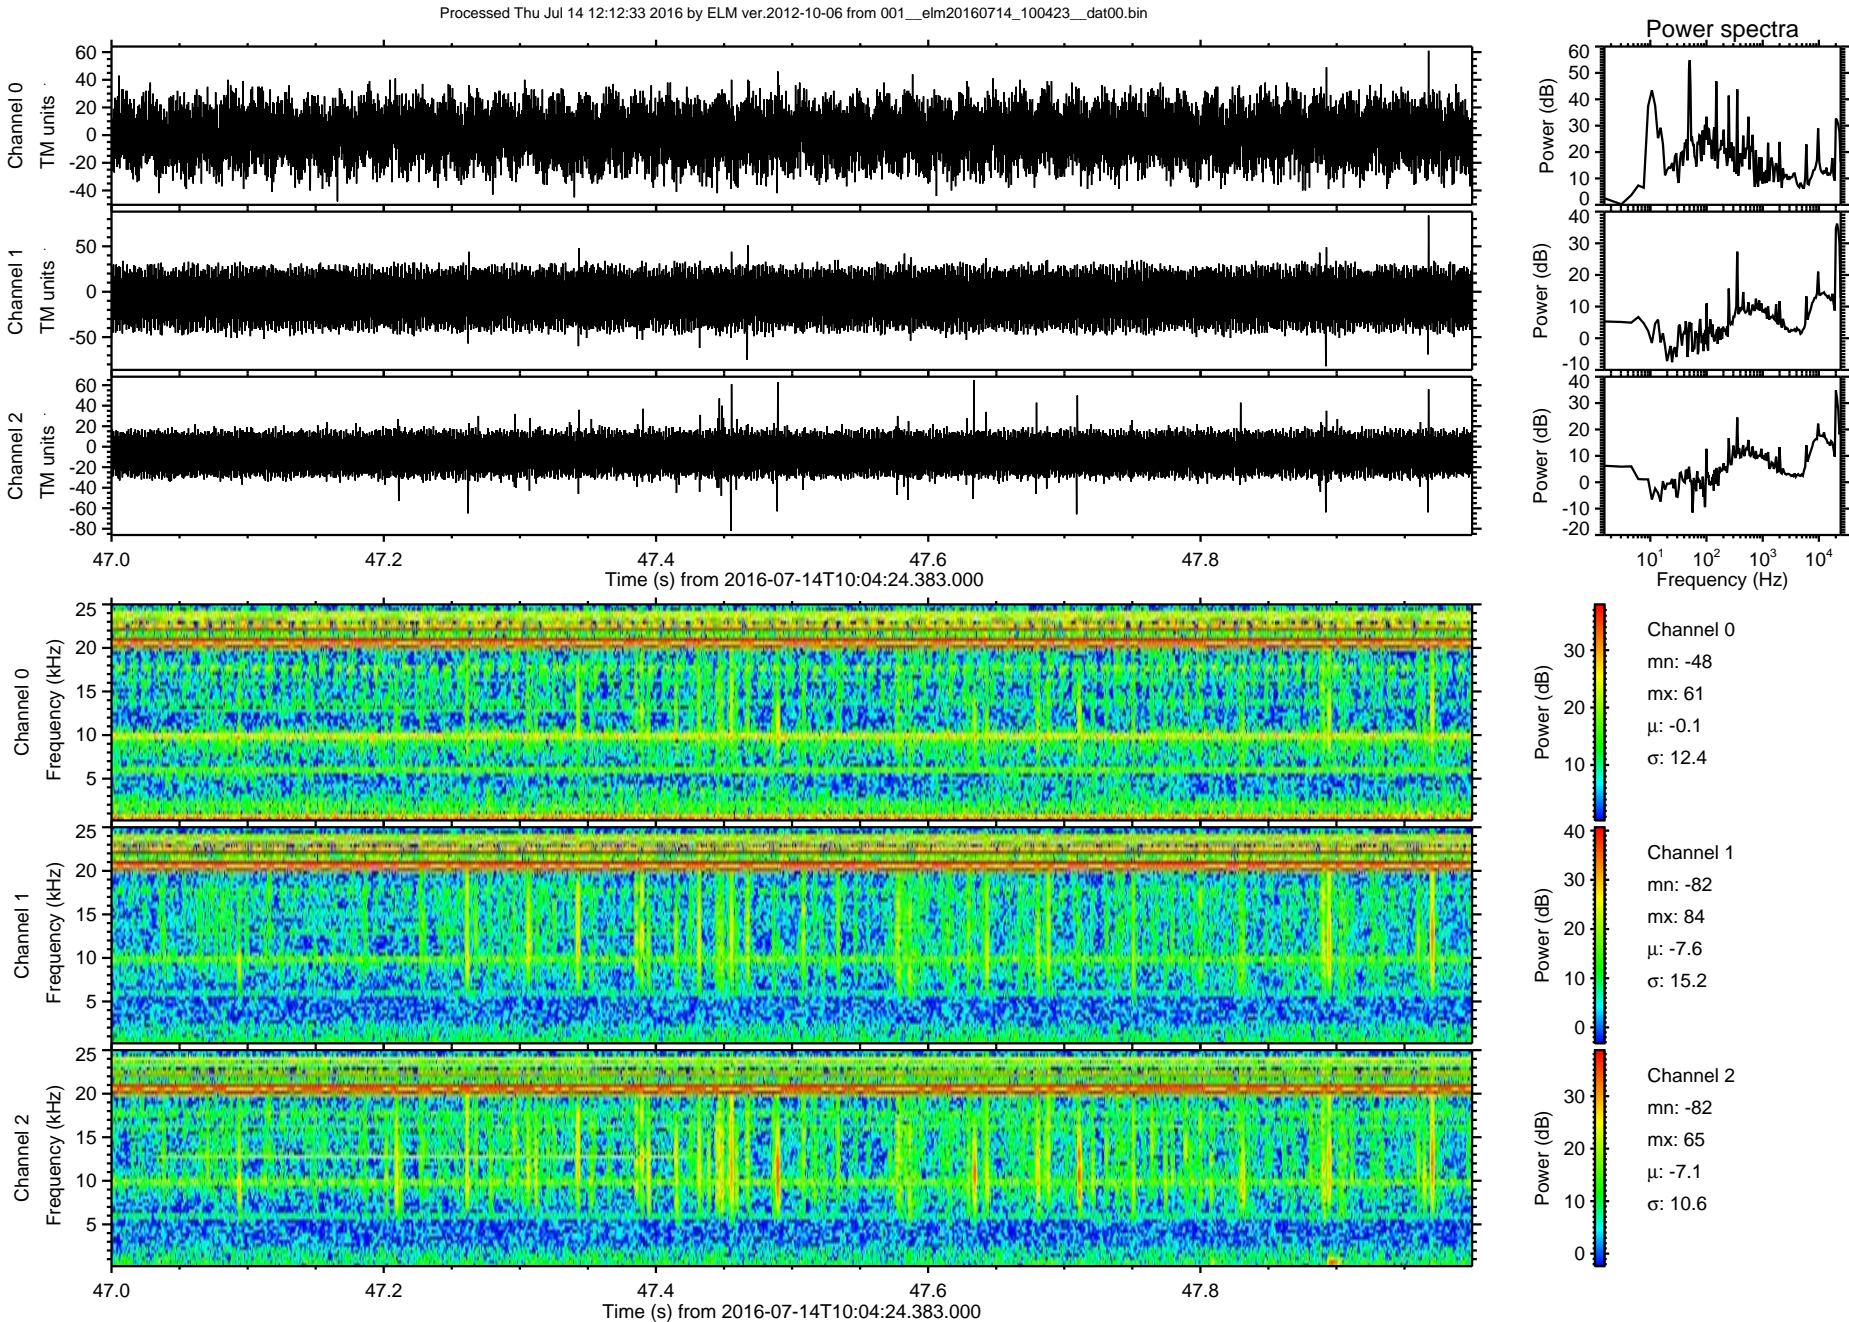 Processed Thu Jul 14 12:12:33 2016 by ELM ver.2012-10-06 from 001__elm20160714_100423__dat00.bin
Power spectra
Channel 0
TM units
60
40
20
0
-20
-40
Power (dB)
60
50
40
30
20
10
0
Channel 1
TM units
50
0
-50
Power (dB)
40
30
20
10
0
-10
Channel 2
TM units
60
40
20
0
-20
-40
-60
-80
Power (dB)
40
30
20
10
0
-10
-20
47.0 47.2 47.4 47.6 47.8
Time (s) from 2016-07-14T10:04:24.383.000
10¹ 10² 10³ 10⁴
Frequency (Hz)
Channel 0
Frequency (kHz)
25
20
15
10
5
Power (dB)
30
20
10
Channel 0
mn: -48
mx: 61
μ: -0.1
σ: 12.4
Channel 1
Frequency (kHz)
25
20
15
10
5
Power (dB)
40
30
20
10
0
Channel 1
mn: -82
mx: 84
μ: -7.6
σ: 15.2
Channel 2
Frequency (kHz)
25
20
15
10
5
Power (dB)
30
20
10
0
Channel 2
mn: -82
mx: 65
μ: -7.1
σ: 10.6
47.0 47.2 47.4 47.6 47.8
Time (s) from 2016-07-14T10:04:24.383.000